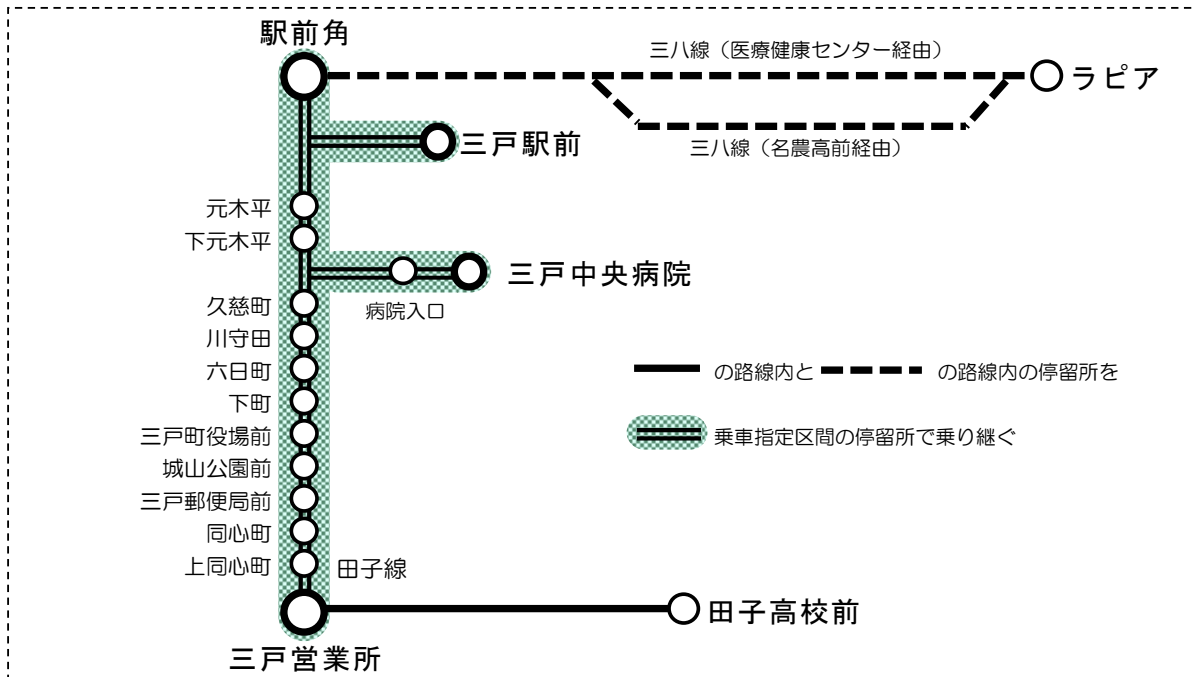 駅前角
三八線（医療健康センター経由）
ラピア
三八線（名農高前経由）
三戸駅前
元木平
下元木平
三戸中央病院
病院入口
久慈町
川守田
六日町
下町
三戸町役場前
城山公園前
三戸郵便局前
同心町
上同心町
の路線内と の路線内の停留所を
乗車指定区間の停留所で乗り継ぐ
田子線
田子高校前
三戸営業所